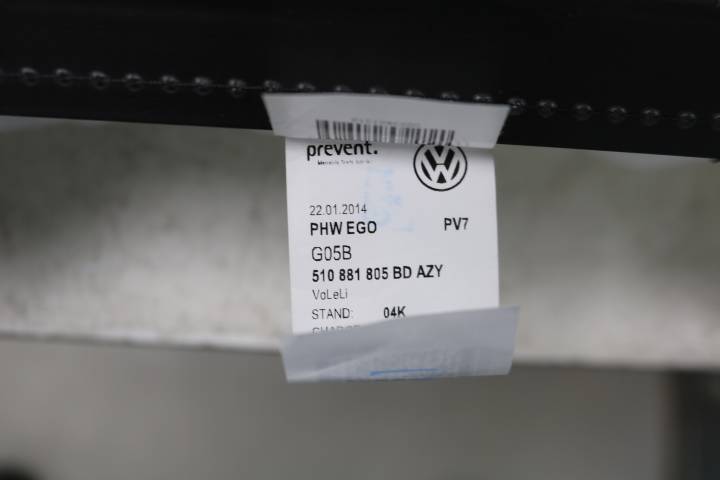 prevent.
22.01.2014
PHW EGO PV7
G05B
510 881 805 BD AZY
VoLeLi
STAND: 04K